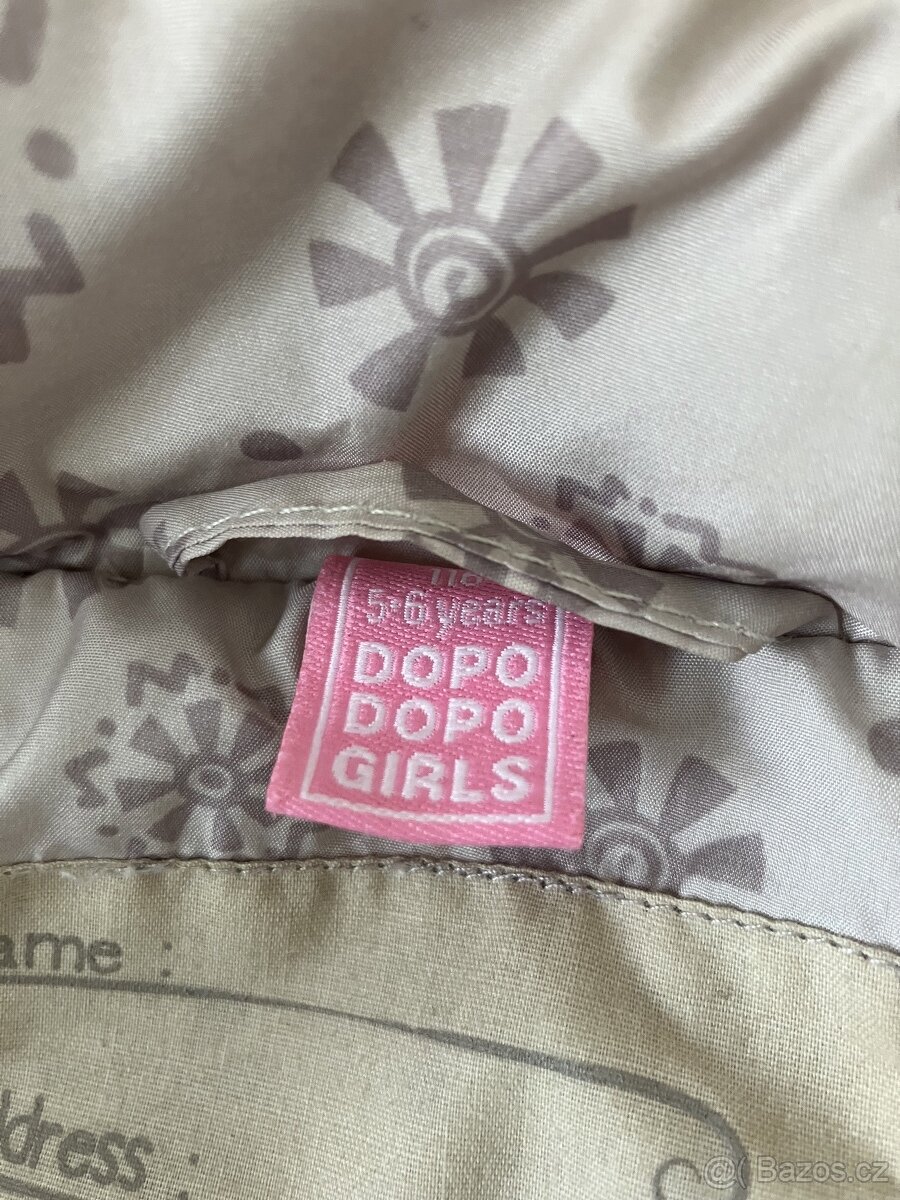 5-6 years
DOPO
DOPO
GIRLS
ame :
ddress :
@( Bazos.cz